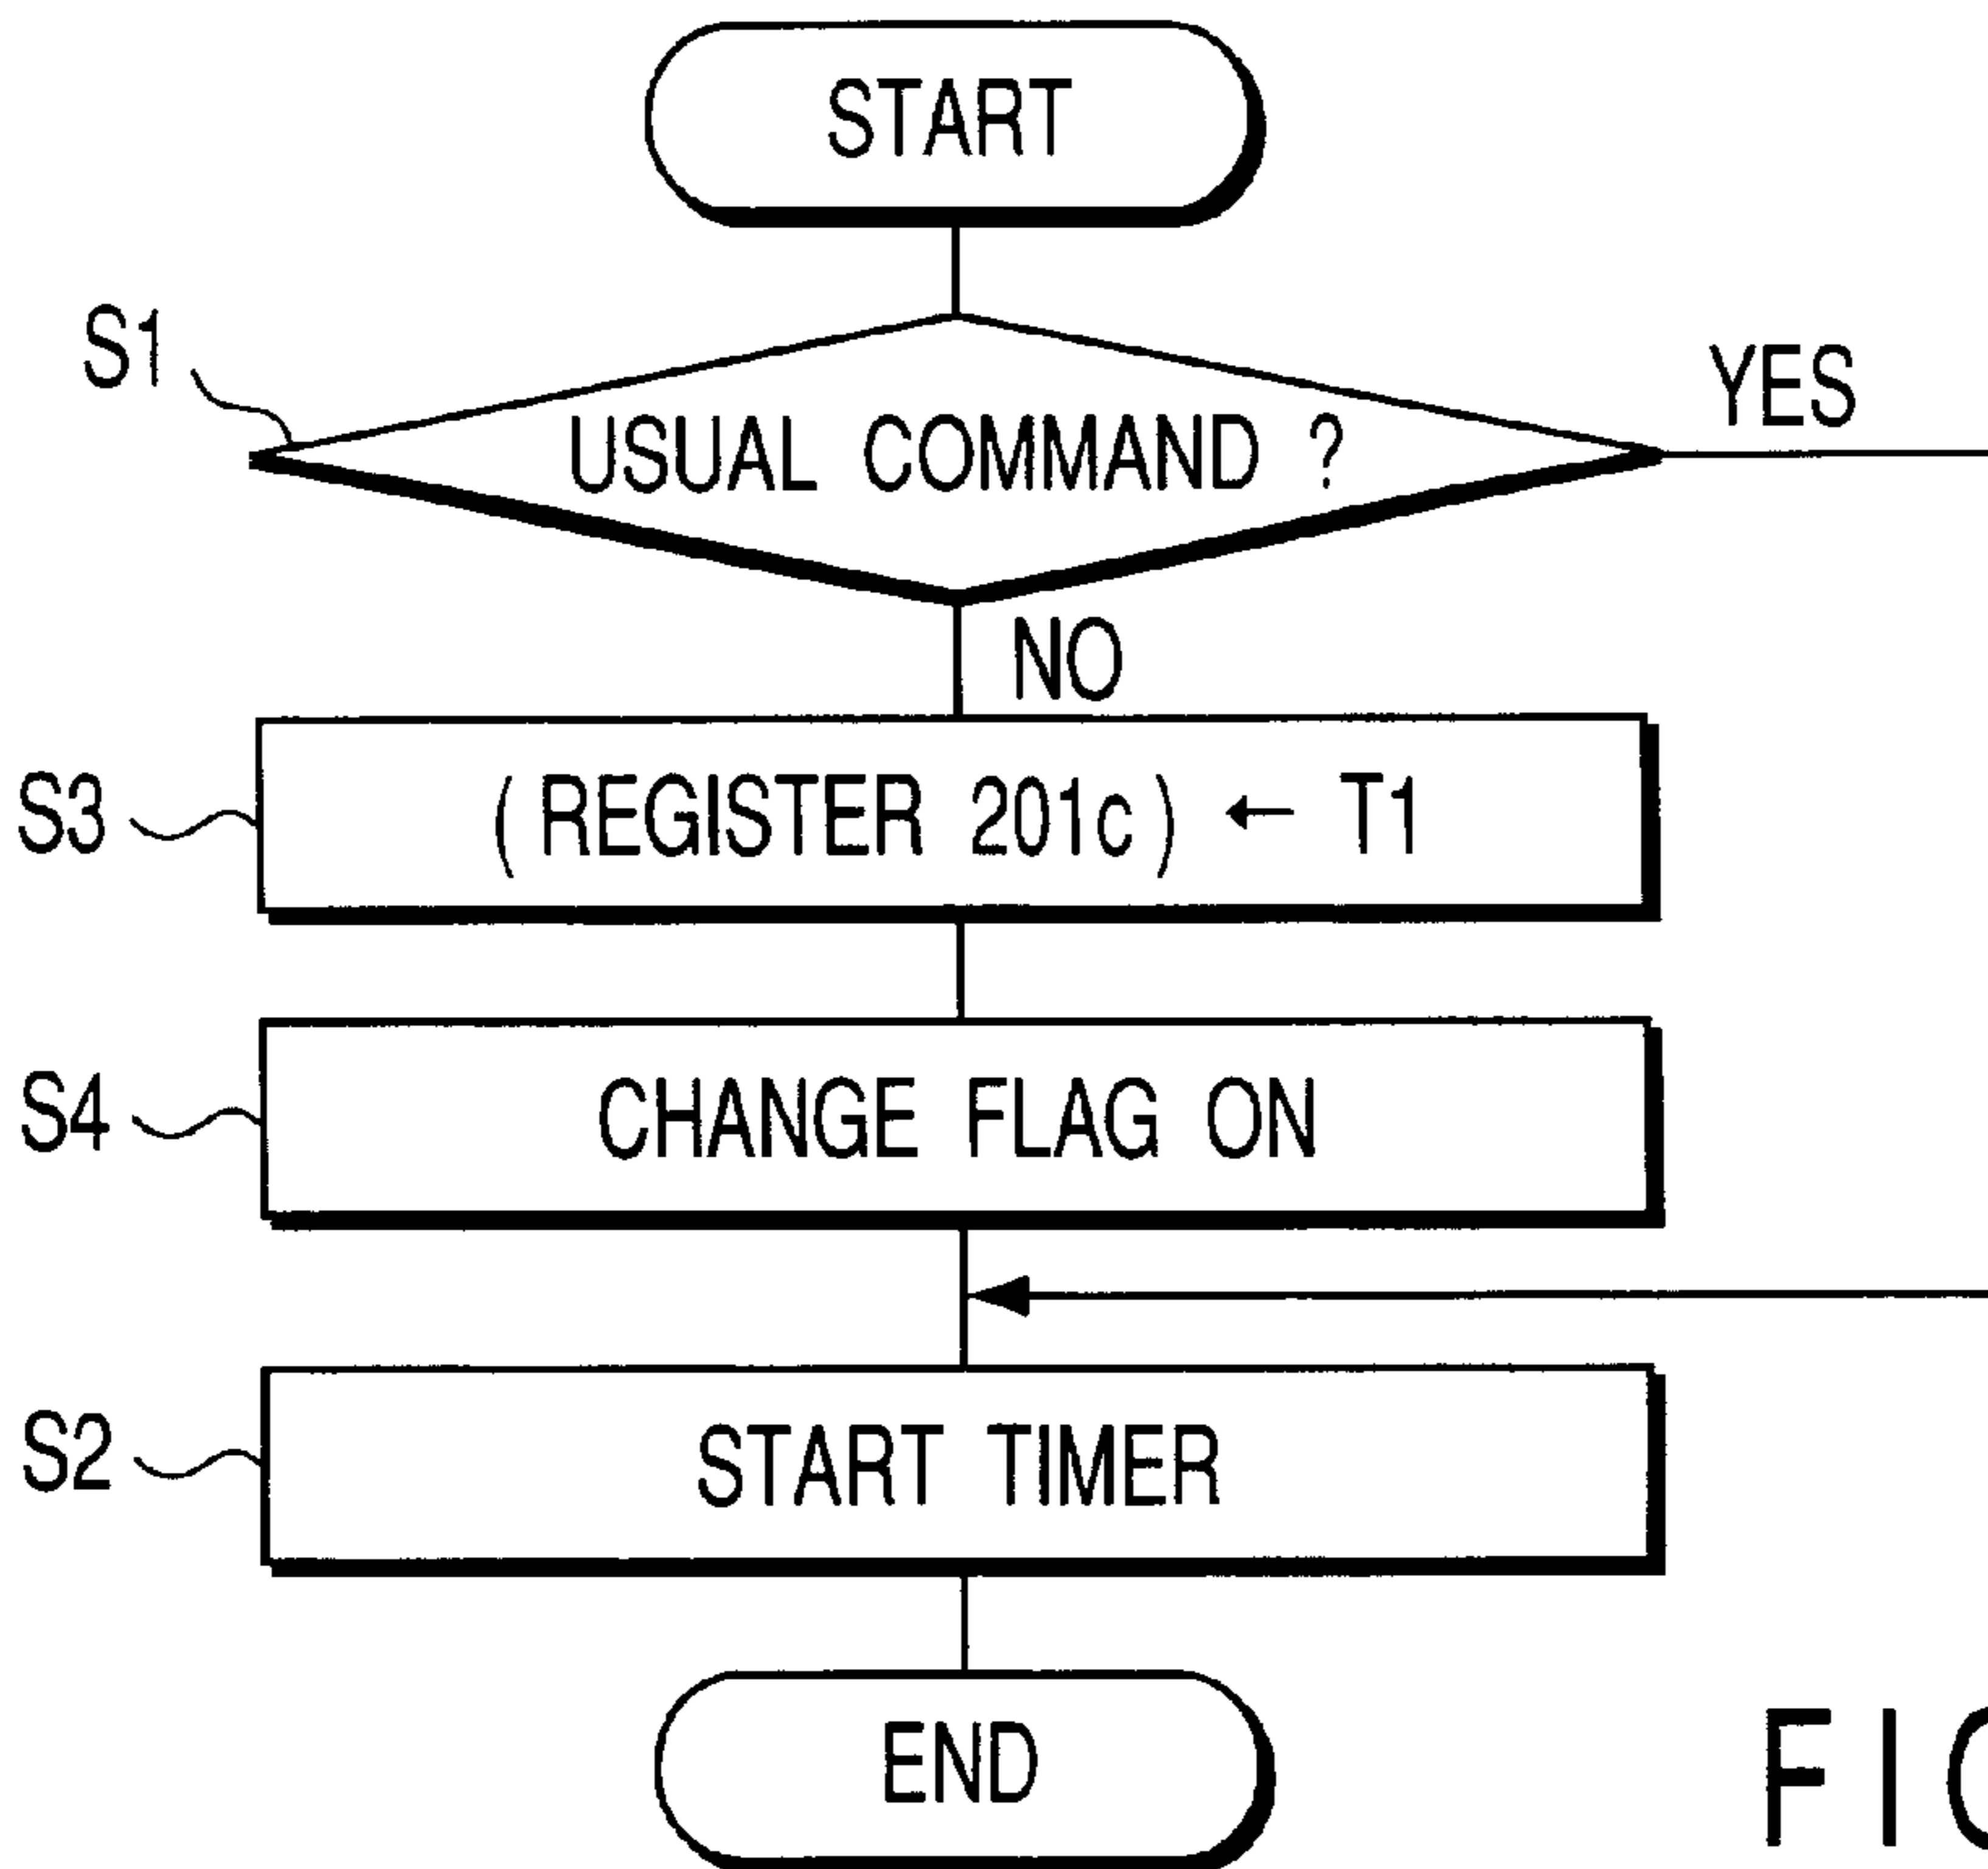 START
S1
USUAL COMMAND ?
YES
NO
S3
(REGISTER 201c) ← T1
S4
CHANGE FLAG ON
S2
START TIMER
END